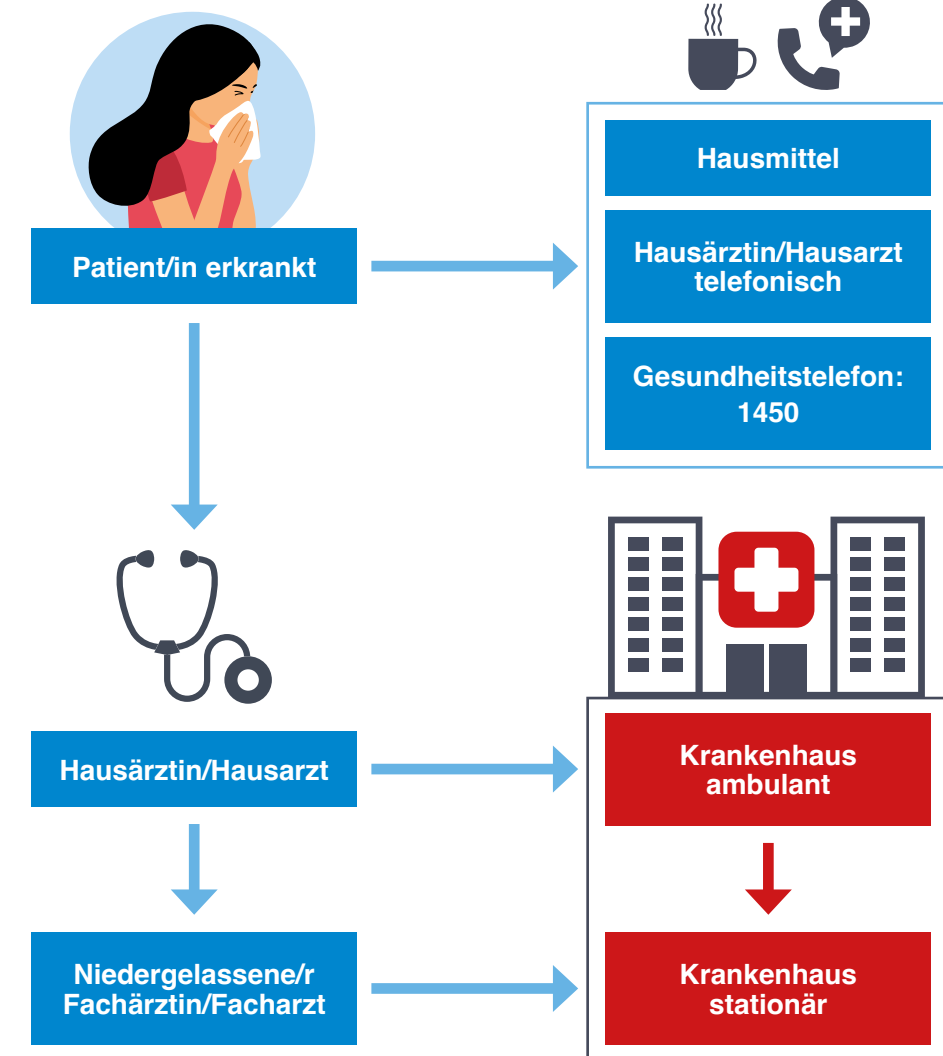 Patient/in erkrankt
Hausmittel
Hausärztin/Hausarzt
telefonisch
Gesundheitstelefon:
1450
Hausärztin/Hausarzt
Krankenhaus
ambulant
Niedergelassene/r
Fachärztin/Facharzt
Krankenhaus
stationär